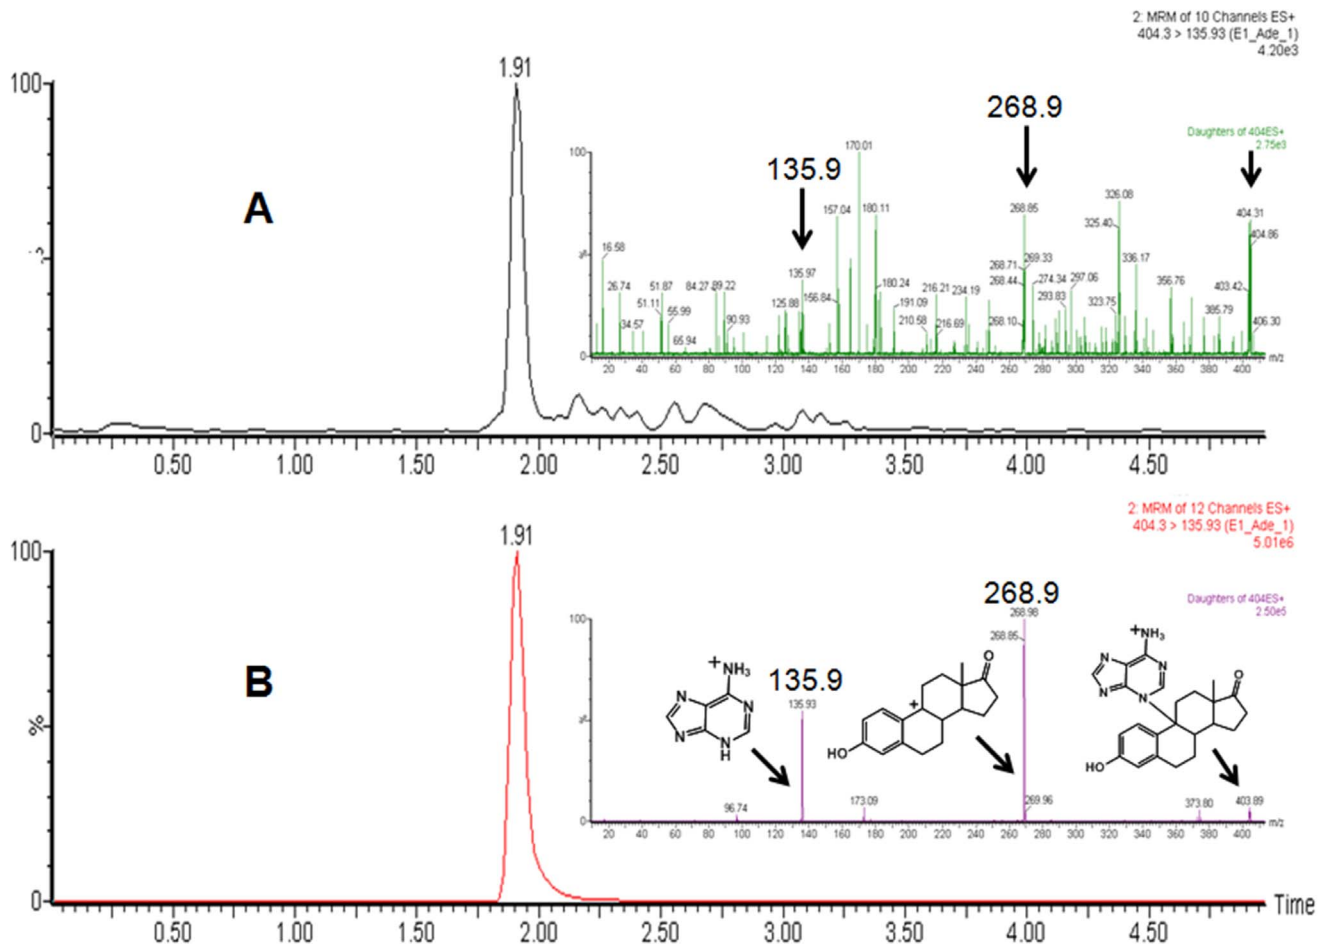 2: MRM of 10 Channels ES+
404.3 > 135.93 (E1_Ade_1)
4.20e3
1.91
100
0
A
268.9
135.9
Daughters of 404ES+
2.75e3
100
%
0
16.58
26.74
34.57
51.11
51.87
55.99
65.94
84.27
89.22
90.93
125.88
135.97
156.84
157.04
170.01
180.11
180.24
191.09
210.58
216.21
216.69
234.19
268.85
268.71
269.33
268.44
268.10
274.34
293.83
297.06
326.08
325.40
323.75
336.17
356.76
385.79
403.42
404.31
404.86
406.30
20 40 60 80 100 120 140 160 180 200 220 240 260 280 300 320 340 360 380 400 m/z
0.50 1.00 1.50 2.00 2.50 3.00 3.50 4.00 4.50
2: MRM of 12 Channels ES+
404.3 > 135.93 (E1_Ade_1)
5.01e6
1.91
100
%
0
B
268.9
135.9
Daughters of 404ES+
2.50e5
100
%
0
+NH3
N
N
N
N
H
O
+
HO
+NH3
N
N
N
N
O
HO
96.74
135.93
173.09
268.98
268.85
269.96
373.80
403.89
20 40 60 80 100 120 140 160 180 200 220 240 260 280 300 320 340 360 380 400 m/z
Time
0.50 1.00 1.50 2.00 2.50 3.00 3.50 4.00 4.50